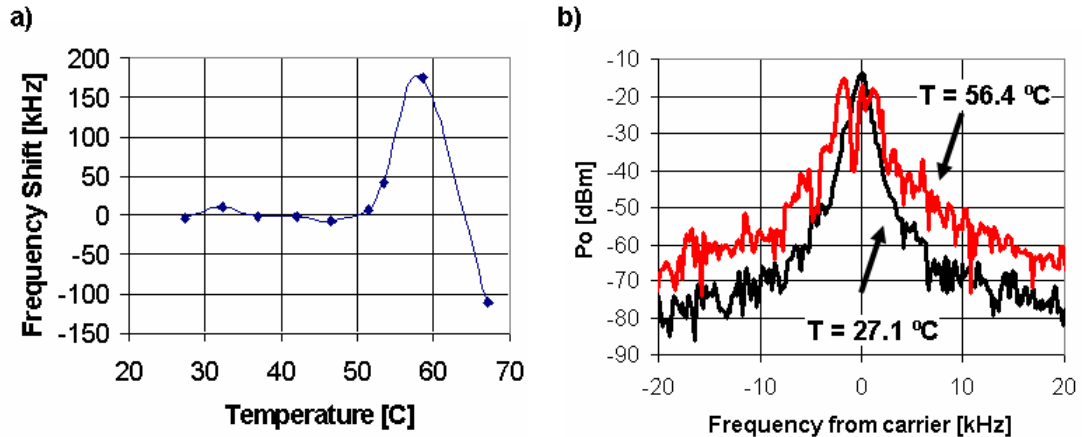 a)
200
150
100
50
0
-50
-100
-150
Frequency Shift [kHz]
20 30 40 50 60 70
Temperature [C]
b)
-10
-20
-30
-40
-50
-60
-70
-80
-90
Po [dBm]
T = 56.4 ºC
T = 27.1 ºC
-20 -10 0 10 20
Frequency from carrier [kHz]